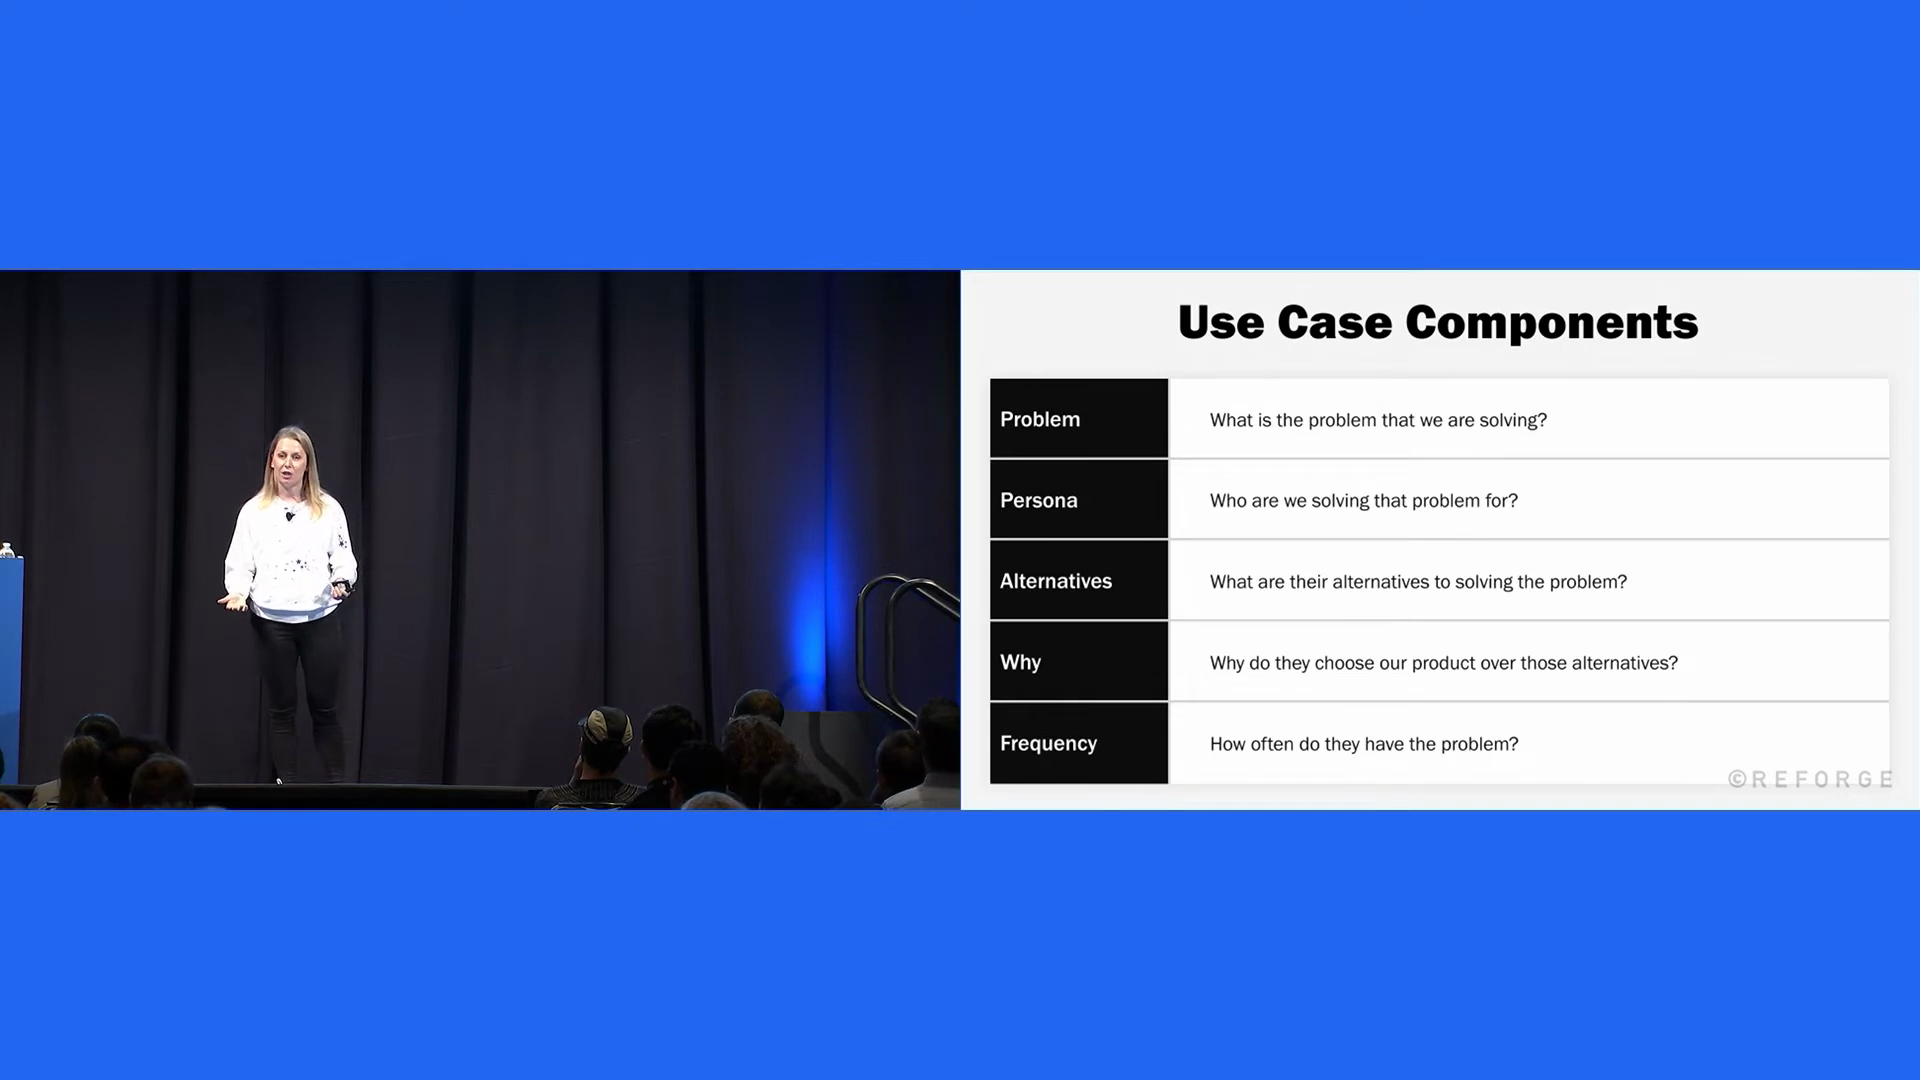 Use Case Components
Problem What is the problem that we are solving?
Persona Who are we solving that problem for?
Alternatives What are their alternatives to solving the problem?
Why Why do they choose our product over those alternatives?
Frequency How often do they have the problem?
©REFORGE